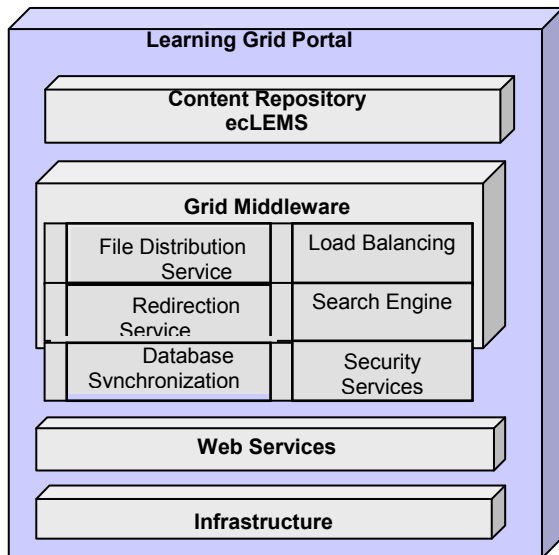 Learning Grid Portal
Content Repository
ecLEMS
Grid Middleware
File Distribution
Service
Load Balancing
Redirection
Service
Search Engine
Database
Synchronization
Security
Services
Web Services
Infrastructure